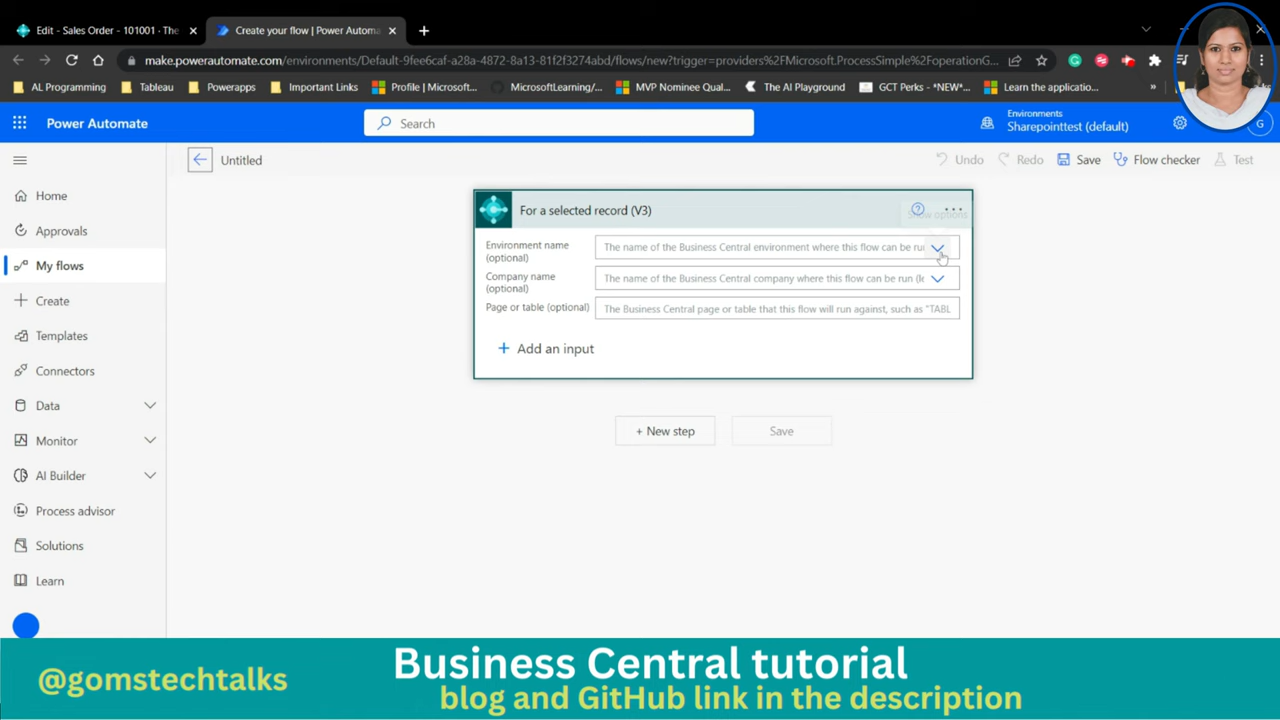 Edit - Sales Order - 101001 - The
Create your flow | Power Automa
make.powerautomate.com/environments/Default-9fee6caf-a28a-4872-8a13-81f2f3274abd/flows/new?trigger=providers%2FMicrosoft.ProcessSimple%2FoperationG...
AL Programming
Tableau
Powerapps
Important Links
Profile | Microsoft...
MicrosoftLearning/...
MVP Nominee Qual...
The AI Playground
GCT Perks - *NEW*...
Learn the applicatio...
»
Power Automate
Search
Environments
Sharepointtest (default)
G
Untitled
Undo
Redo
Save
Flow checker
Test
Home
Approvals
My flows
Create
Templates
Connectors
Data
Monitor
AI Builder
Process advisor
Solutions
Learn
For a selected record (V3)
Show options
Environment name
(optional)
The name of the Business Central environment where this flow can be run
Company name
(optional)
The name of the Business Central company where this flow can be run (le
Page or table (optional)
The Business Central page or table that this flow will run against, such as "TABL
+ Add an input
+ New step
Save
@gomstechtalks
Business Central tutorial
blog and GitHub link in the description